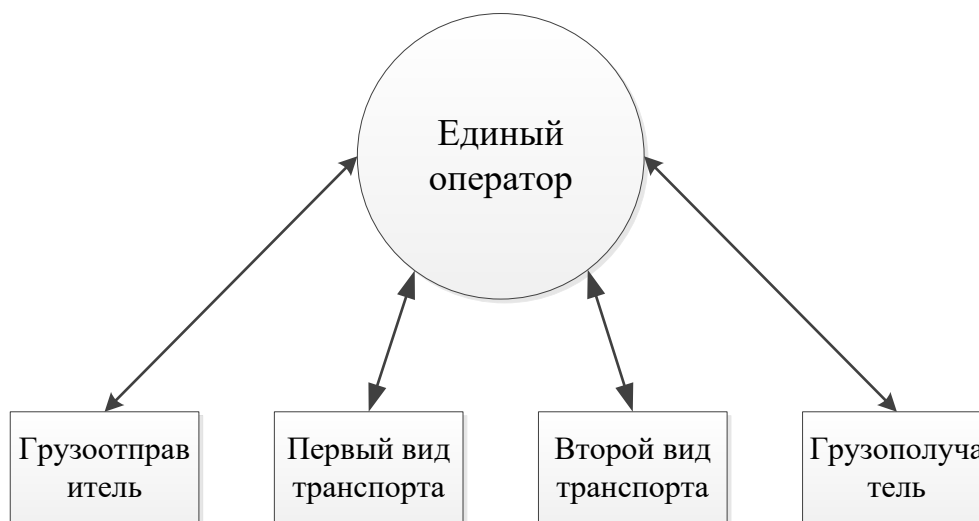 Единый
оператор
Грузоотправ
итель
Первый вид
транспорта
Второй вид
транспорта
Грузополуча
тель